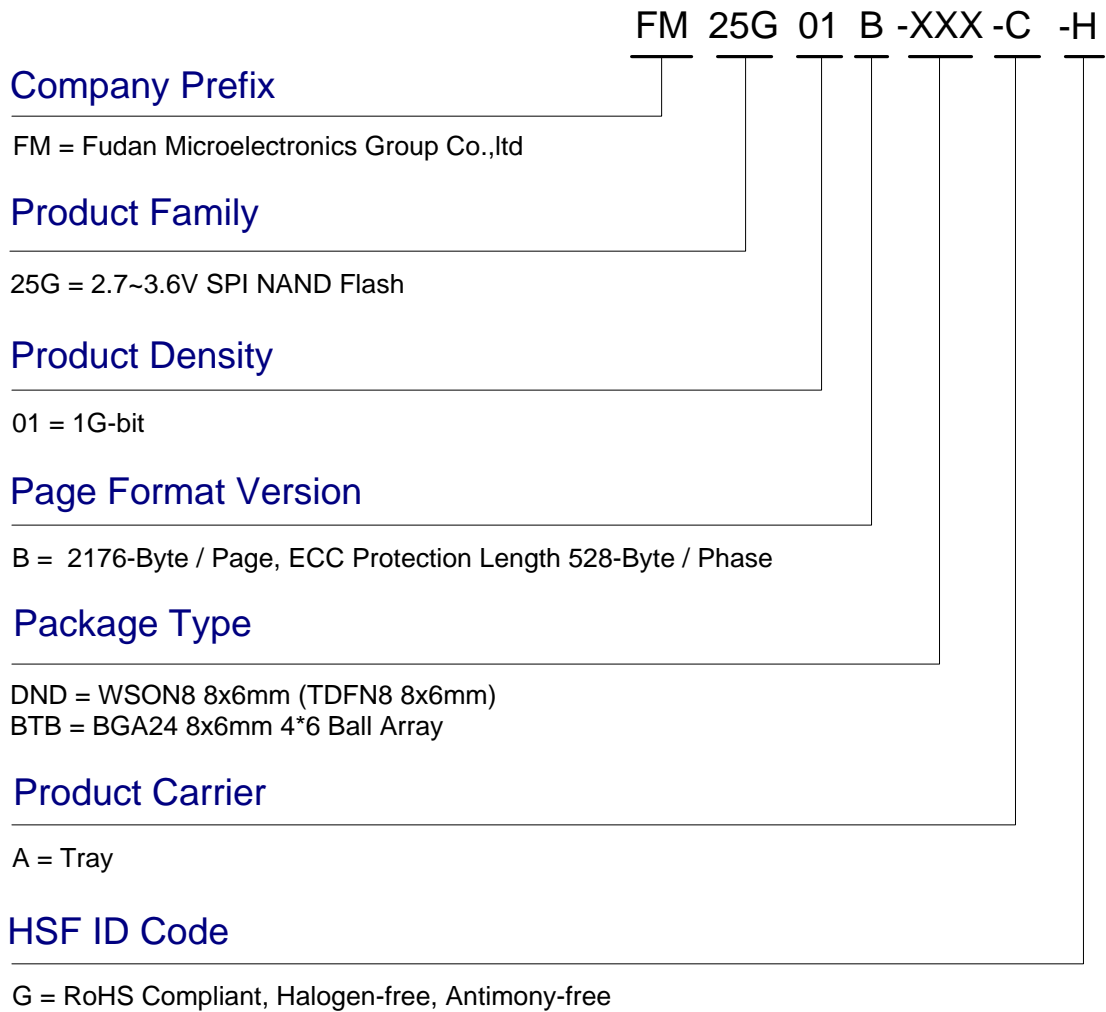 FM 25G 01 B -XXX -C -H
Company Prefix
FM = Fudan Microelectronics Group Co.,ltd
Product Family
25G = 2.7~3.6V SPI NAND Flash
Product Density
01 = 1G-bit
Page Format Version
B = 2176-Byte / Page, ECC Protection Length 528-Byte / Phase
Package Type
DND = WSON8 8x6mm (TDFN8 8x6mm)
BTB = BGA24 8x6mm 4*6 Ball Array
Product Carrier
A = Tray
HSF ID Code
G = RoHS Compliant, Halogen-free, Antimony-free